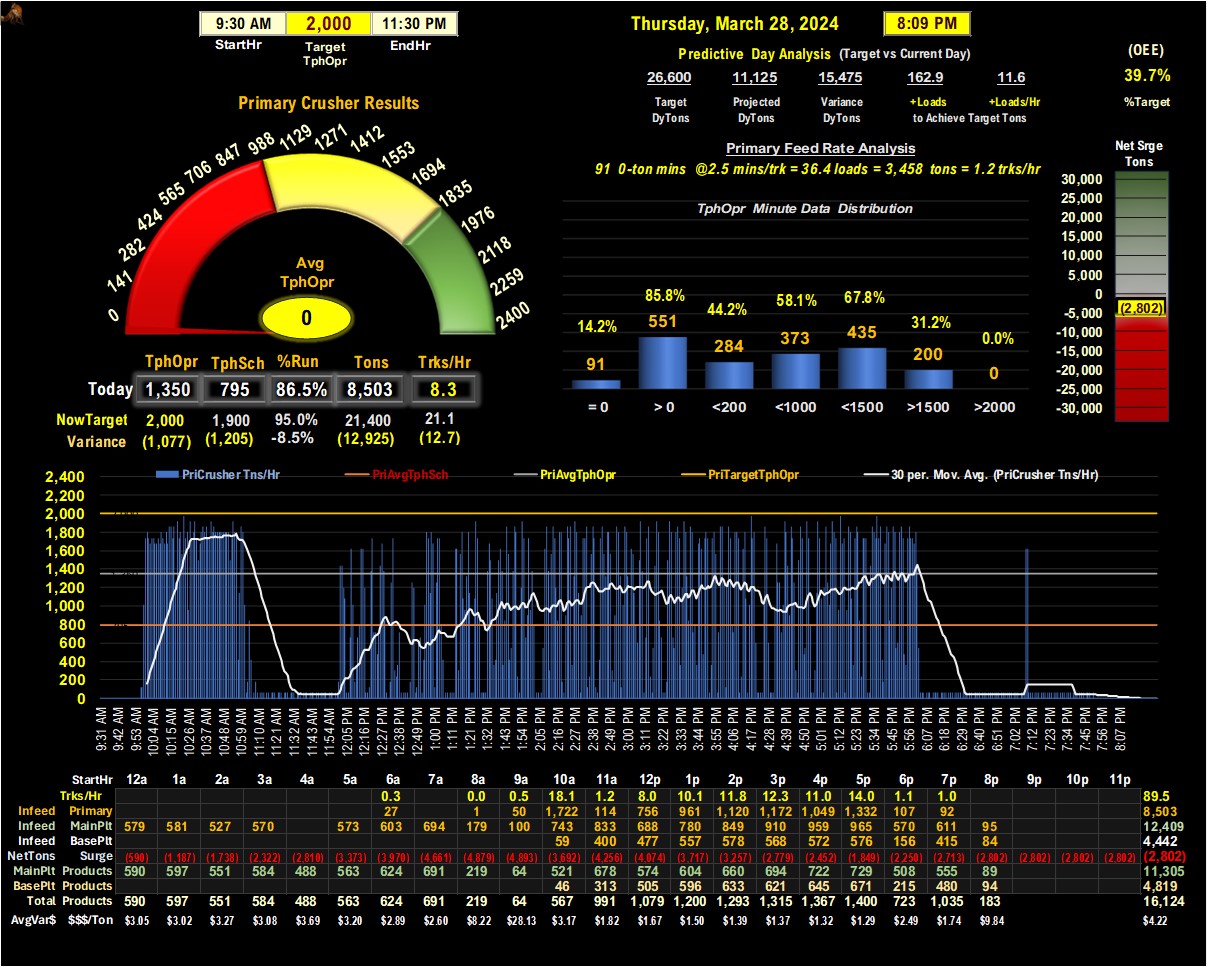 9:30 AM 2,000 11:30 PM
StartHr Target TphOpr EndHr
Thursday, March 28, 2024 8:09 PM
Predictive Day Analysis (Target vs Current Day)
(OEE)
39.7%
%Target
26,600 11,125 15,475 162.9 11.6
Target Projected Variance +Loads +Loads/Hr
DyTons DyTons DyTons to Achieve Target Tons
Primary Crusher Results
0 141 282 424 565 706 847 988 1129 1271 1412 1553 1694 1835 1976 2118 2259 2400
Avg
TphOpr
0
TphOpr TphSch %Run Tons Trks/Hr
Today 1,350 795 86.5% 8,503 8.3
NowTarget 2,000 1,900 95.0% 21,400 21.1
Variance (1,077) (1,205) -8.5% (12,925) (12.7)
Primary Feed Rate Analysis
91 0-ton mins @2.5 mins/trk = 36.4 loads = 3,458 tons = 1.2 trks/hr
TphOpr Minute Data Distribution
14.2% 85.8% 44.2% 58.1% 67.8% 31.2% 0.0%
91 551 284 373 435 200 0
= 0 > 0 <200 <1000 <1500 >1500 >2000
Net Srge
Tons
30,000
25,000
20,000
15,000
10,000
5,000
0
(2,802)
-5,000
-10,000
-15,000
-20,000
-25,000
-30,000
PriCrusher Tns/Hr PriAvgTphSch PriAvgTphOpr PriTargetTphOpr 30 per. Mov. Avg. (PriCrusher Tns/Hr)
2,400
2,200
2,000
1,800
1,600
1,400
1,200
1,000
800
600
400
200
0
9:31 AM 9:42 AM 9:53 AM 10:04 AM 10:15 AM 10:26 AM 10:37 AM 10:48 AM 10:59 AM 11:10 AM 11:21 AM 11:32 AM 11:43 AM 11:54 AM 12:05 PM 12:16 PM 12:27 PM 12:38 PM 12:49 PM 1:00 PM 1:11 PM 1:21 PM 1:32 PM 1:43 PM 1:54 PM 2:05 PM 2:16 PM 2:27 PM 2:38 PM 2:49 PM 3:00 PM 3:11 PM 3:22 PM 3:33 PM 3:44 PM 3:55 PM 4:06 PM 4:17 PM 4:28 PM 4:39 PM 4:50 PM 5:01 PM 5:12 PM 5:23 PM 5:34 PM 5:45 PM 5:56 PM 6:07 PM 6:18 PM 6:29 PM 6:40 PM 6:51 PM 7:02 PM 7:12 PM 7:23 PM 7:34 PM 7:45 PM 7:56 PM 8:07 PM
StartHr 12a 1a 2a 3a 4a 5a 6a 7a 8a 9a 10a 11a 12p 1p 2p 3p 4p 5p 6p 7p 8p 9p 10p 11p
Trks/Hr 0.3 0.0 0.5 18.1 1.2 8.0 10.1 11.8 12.3 11.0 14.0 1.1 1.0 89.5
Infeed Primary 27 1 50 1,722 114 756 961 1,120 1,172 1,049 1,332 107 92 8,503
Infeed MainPlt 579 581 527 570 573 603 694 179 100 743 833 688 780 849 910 959 965 570 611 95 12,409
Infeed BasePlt 59 400 477 557 578 568 572 576 156 415 84 4,442
NetTons Surge (590) (1,187) (1,738) (2,322) (2,810) (3,373) (3,970) (4,661) (4,879) (4,893) (3,692) (4,256) (4,074) (3,717) (3,257) (2,779) (2,452) (1,849) (2,250) (2,713) (2,802) (2,802) (2,802) (2,802) (2,802)
MainPlt Products 590 597 551 584 488 563 624 691 219 64 521 678 574 604 660 694 722 729 508 555 89 11,305
BasePlt Products 46 313 505 596 633 621 645 671 215 480 94 4,819
Total Products 590 597 551 584 488 563 624 691 219 64 567 991 1,079 1,200 1,293 1,315 1,367 1,400 723 1,035 183 16,124
AvgVar$ $$$/Ton $3.05 $3.02 $3.27 $3.08 $3.69 $3.20 $2.89 $2.60 $8.22 $28.13 $3.17 $1.82 $1.67 $1.50 $1.39 $1.37 $1.32 $1.29 $2.49 $1.74 $9.84 $4.22